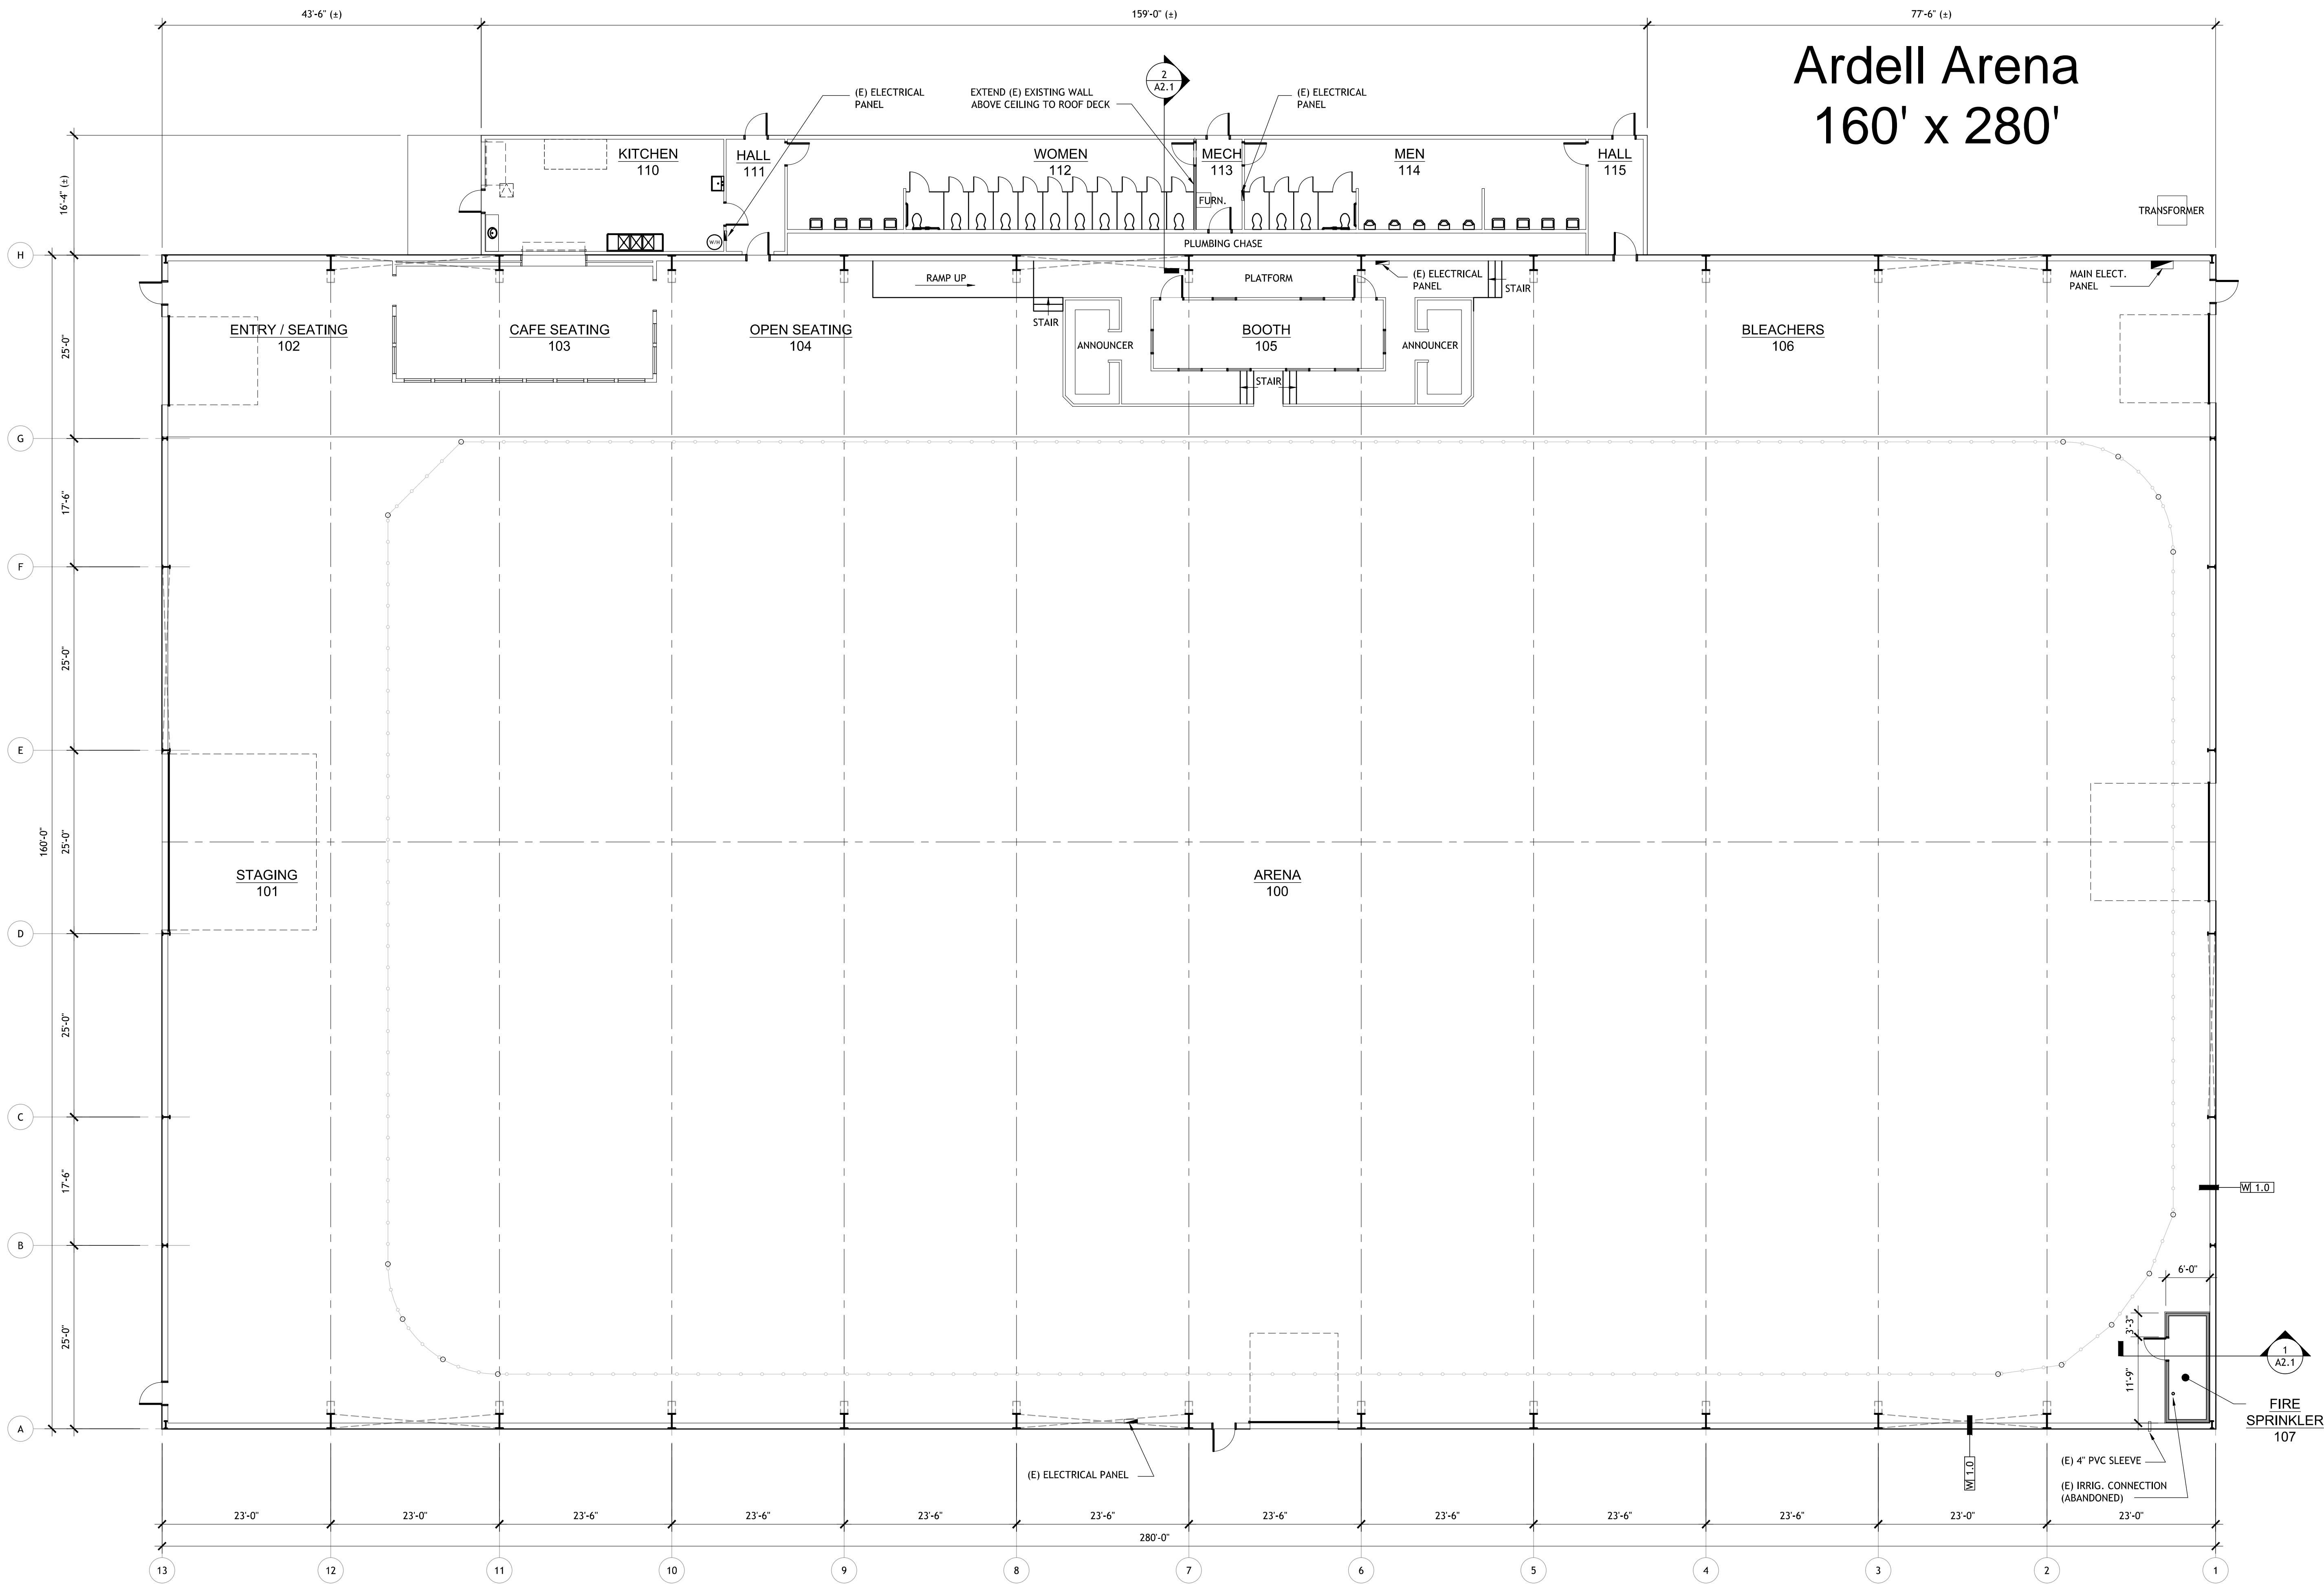 43'-6" (±)
159'-0" (±)
77'-6" (±)
Ardell Arena
160' x 280'
2
A2.1
(E) ELECTRICAL
PANEL
EXTEND (E) EXISTING WALL
ABOVE CEILING TO ROOF DECK
(E) ELECTRICAL
PANEL
16'-4" (±)
KITCHEN
110
HALL
111
WOMEN
112
MECH
113
MEN
114
HALL
115
FURN.
TRANSFORMER
W/H
PLUMBING CHASE
H
RAMP UP
PLATFORM
(E) ELECTRICAL
PANEL
STAIR
MAIN ELECT.
PANEL
25'-0"
ENTRY / SEATING
102
CAFE SEATING
103
OPEN SEATING
104
STAIR
ANNOUNCER
BOOTH
105
ANNOUNCER
BLEACHERS
106
STAIR
G
17'-6"
F
25'-0"
E
160'-0"
25'-0"
STAGING
101
ARENA
100
D
25'-0"
C
17'-6"
W 1.0
B
6'-0"
25'-0"
3'-3"
11'-9"
1
A2.1
FIRE
SPRINKLER
107
A
(E) ELECTRICAL PANEL
W 1.0
(E) 4" PVC SLEEVE
(E) IRRIG. CONNECTION
(ABANDONED)
23'-0"
23'-0"
23'-6"
23'-6"
23'-6"
23'-6"
23'-6"
23'-6"
23'-6"
23'-6"
23'-0"
23'-0"
280'-0"
13
12
11
10
9
8
7
6
5
4
3
2
1